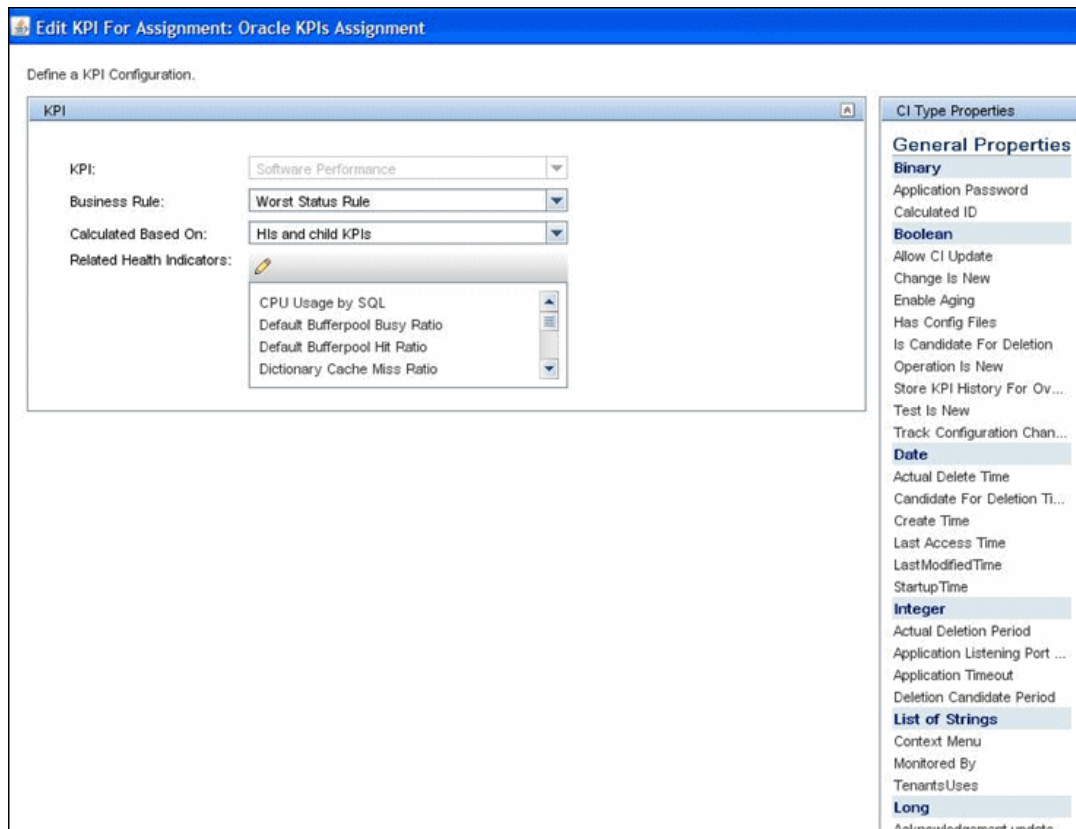 Edit KPI For Assignment: Oracle KPIs Assignment
Define a KPI Configuration.
KPI
KPI:
Software Performance
Business Rule:
Worst Status Rule
Calculated Based On:
HIs and child KPIs
Related Health Indicators:
CPU Usage by SQL
Default Bufferpool Busy Ratio
Default Bufferpool Hit Ratio
Dictionary Cache Miss Ratio
CI Type Properties
General Properties
Binary
Application Password
Calculated ID
Boolean
Allow CI Update
Change Is New
Enable Aging
Has Config Files
Is Candidate For Deletion
Operation Is New
Store KPI History For Ov...
Test Is New
Track Configuration Chan...
Date
Actual Delete Time
Candidate For Deletion Ti...
Create Time
Last Access Time
LastModifiedTime
StartupTime
Integer
Actual Deletion Period
Application Listening Port ...
Application Timeout
Deletion Candidate Period
List of Strings
Context Menu
Monitored By
TenantsUses
Long